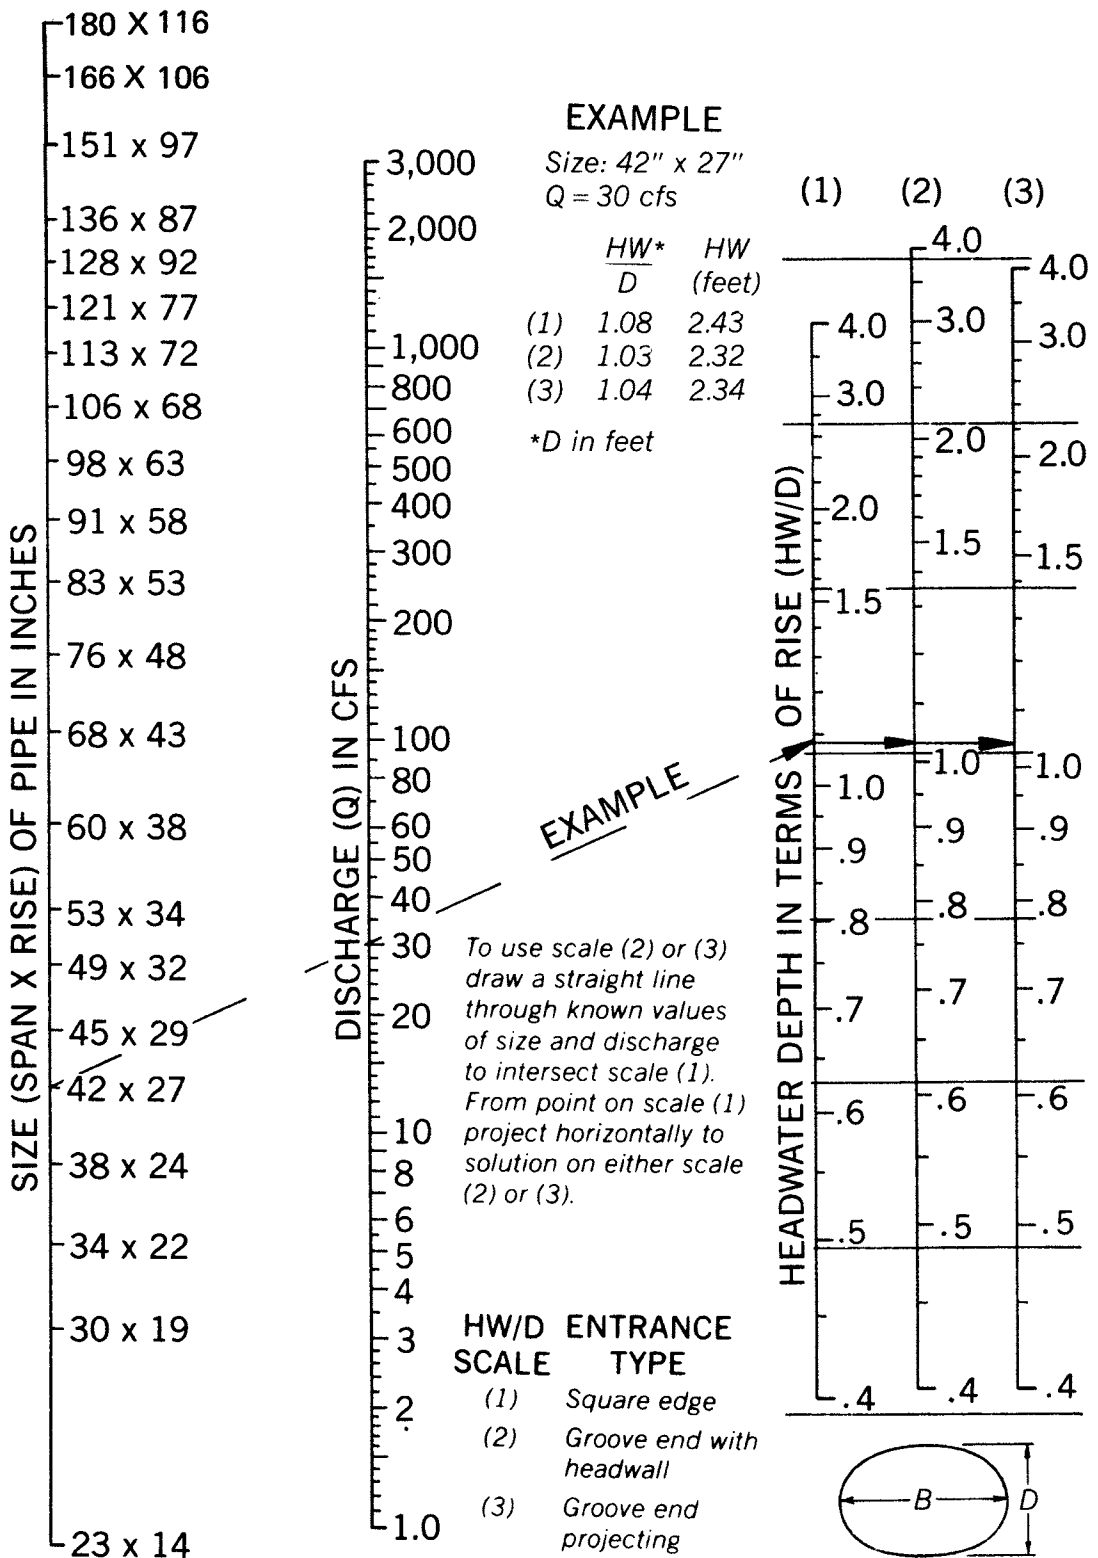 SIZE (SPAN X RISE) OF PIPE IN INCHES
180 X 116
166 X 106
151 x 97
136 x 87
128 x 92
121 x 77
113 x 72
106 x 68
98 x 63
91 x 58
83 x 53
76 x 48
68 x 43
60 x 38
53 x 34
49 x 32
45 x 29
42 x 27
38 x 24
34 x 22
30 x 19
23 x 14
DISCHARGE (Q) IN CFS
3,000
2,000
1,000
800
600
500
400
300
200
100
80
60
50
40
30
20
10
8
6
5
4
3
2
1.0
EXAMPLE
Size: 42" x 27"
Q = 30 cfs
HW* HW
D (feet)
(1) 1.08 2.43
(2) 1.03 2.32
(3) 1.04 2.34
*D in feet
EXAMPLE
To use scale (2) or (3)
draw a straight line
through known values
of size and discharge
to intersect scale (1).
From point on scale (1)
project horizontally to
solution on either scale
(2) or (3).
HW/D ENTRANCE
SCALE TYPE
(1) Square edge
(2) Groove end with
headwall
(3) Groove end
projecting
HEADWATER DEPTH IN TERMS OF RISE (HW/D)
(1)
4.0
3.0
2.0
1.5
1.0
.9
.8
.7
.6
.5
.4
(2)
4.0
3.0
2.0
1.5
1.0
.9
.8
.7
.6
.5
.4
(3)
4.0
3.0
2.0
1.5
1.0
.9
.8
.7
.6
.5
.4
B
D